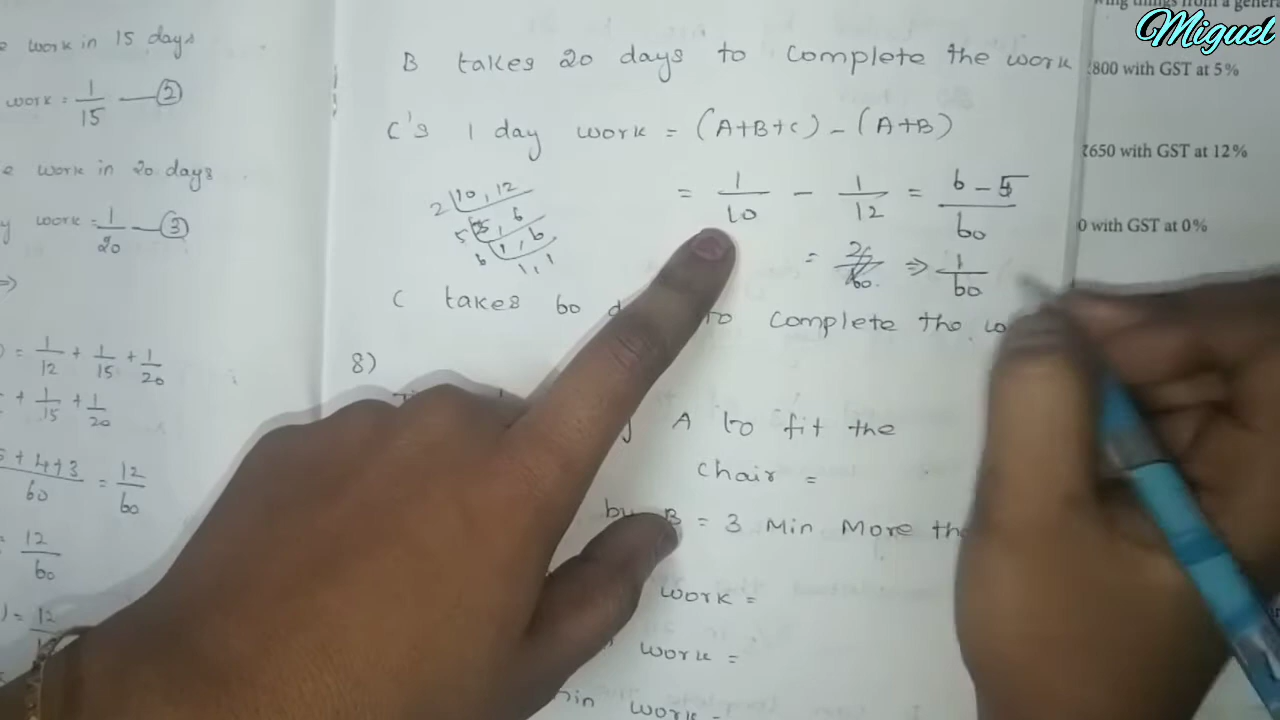 work in 15 days
work = 1/15 — ②
work in 20 days
work = 1/20 — ③
=>
) = 1/12 + 1/15 + 1/20
+ 1/15 + 1/20
5 + 4 + 3 / 60 = 12/60
= 12/60
) = 12
B takes 20 days to complete the work
C's 1 day work = (A+B+C) - (A+B)
= 1/10 - 1/12 = 6 - 5 / 60
2 10, 12
5 5, 6
6 1, 6
1, 1
⇒ 1/60
C takes 60 to complete the
8)
A to fit the
chair =
by B = 3 Min More
work =
work =
work
Miguel
wing things from a genera
₹800 with GST at 5%
₹650 with GST at 12%
0 with GST at 0%